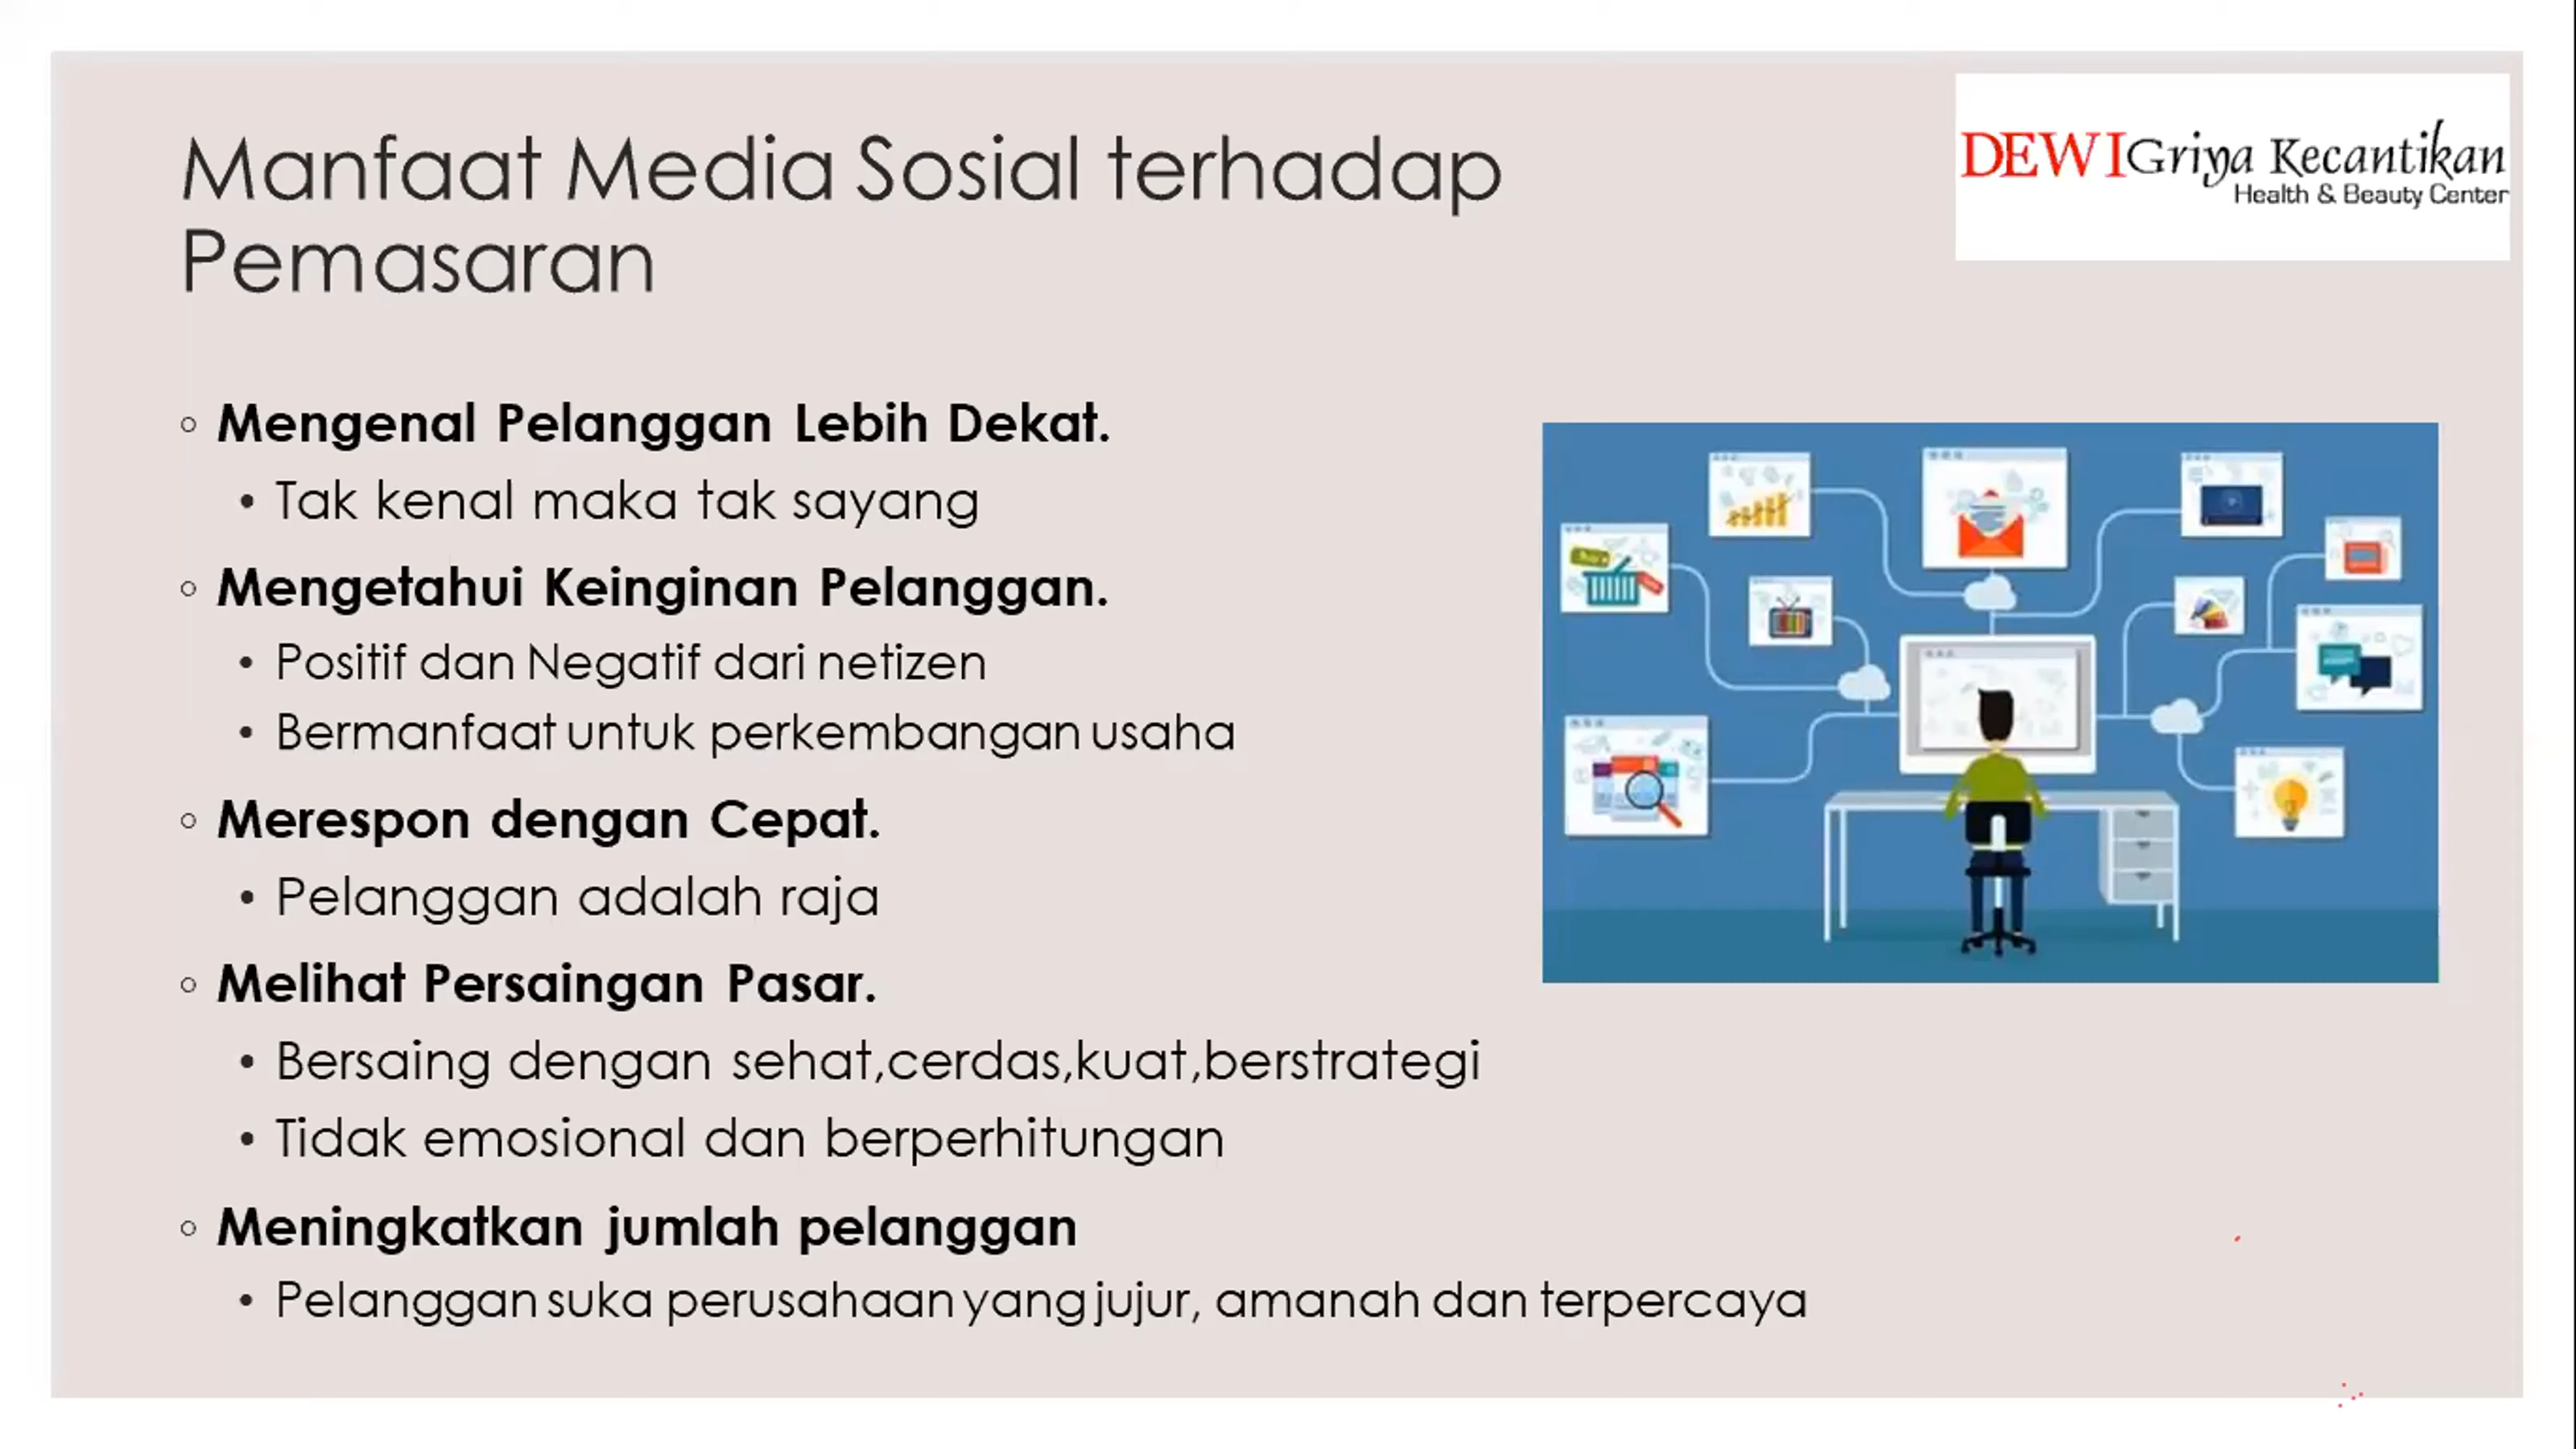 Manfaat Media Sosial terhadap
Pemasaran
DEWI Griya Kecantikan
Health & Beauty Center
◦ Mengenal Pelanggan Lebih Dekat.
• Tak kenal maka tak sayang
◦ Mengetahui Keinginan Pelanggan.
• Positif dan Negatif dari netizen
• Bermanfaat untuk perkembangan usaha
◦ Merespon dengan Cepat.
• Pelanggan adalah raja
◦ Melihat Persaingan Pasar.
• Bersaing dengan sehat,cerdas,kuat,berstrategi
• Tidak emosional dan berperhitungan
◦ Meningkatkan jumlah pelanggan
• Pelanggan suka perusahaan yang jujur, amanah dan terpercaya